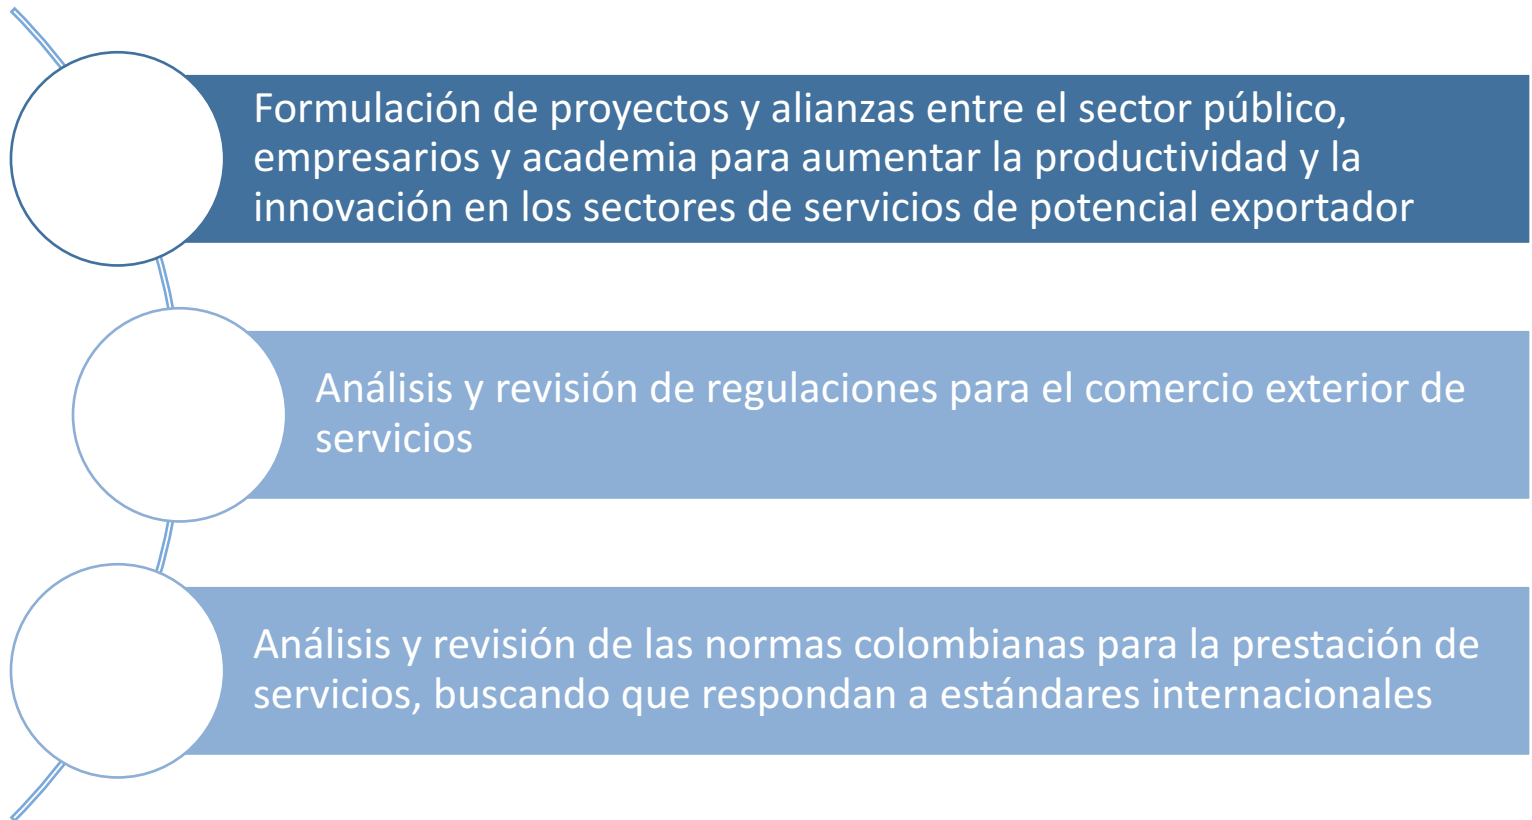 Formulación de proyectos y alianzas entre el sector público,
empresarios y academia para aumentar la productividad y la
innovación en los sectores de servicios de potencial exportador
Análisis y revisión de regulaciones para el comercio exterior de
servicios
Análisis y revisión de las normas colombianas para la prestación de
servicios, buscando que respondan a estándares internacionales